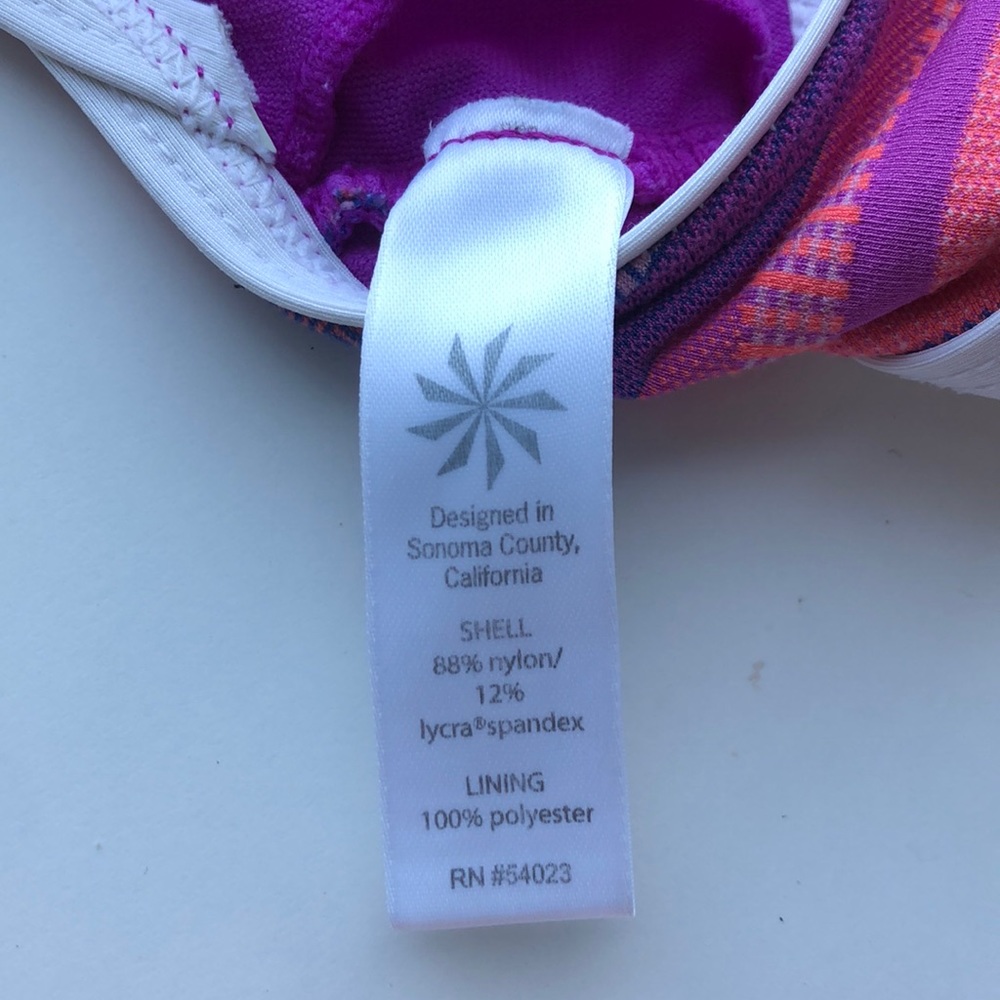 Designed in
Sonoma County,
California
SHELL
88% nylon/
12%
lycra®spandex
LINING
100% polyester
RN #54023